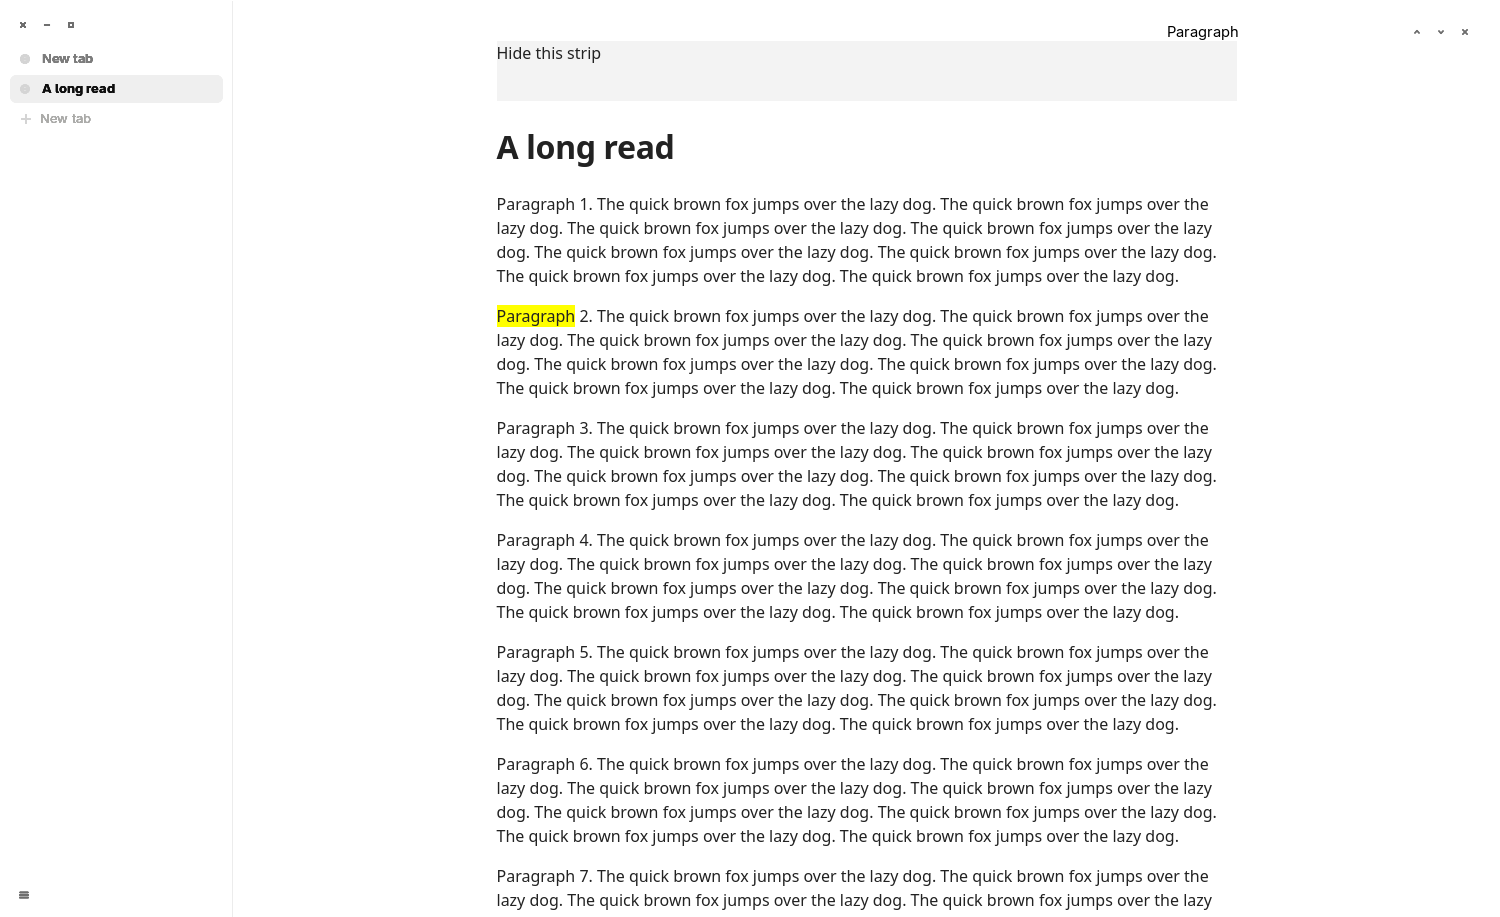 New tab
A long read
New tab
Paragraph
Hide this strip
A long read
Paragraph 1. The quick brown fox jumps over the lazy dog. The quick brown fox jumps over the
lazy dog. The quick brown fox jumps over the lazy dog. The quick brown fox jumps over the lazy
dog. The quick brown fox jumps over the lazy dog. The quick brown fox jumps over the lazy dog.
The quick brown fox jumps over the lazy dog. The quick brown fox jumps over the lazy dog.
Paragraph 2. The quick brown fox jumps over the lazy dog. The quick brown fox jumps over the
lazy dog. The quick brown fox jumps over the lazy dog. The quick brown fox jumps over the lazy
dog. The quick brown fox jumps over the lazy dog. The quick brown fox jumps over the lazy dog.
The quick brown fox jumps over the lazy dog. The quick brown fox jumps over the lazy dog.
Paragraph 3. The quick brown fox jumps over the lazy dog. The quick brown fox jumps over the
lazy dog. The quick brown fox jumps over the lazy dog. The quick brown fox jumps over the lazy
dog. The quick brown fox jumps over the lazy dog. The quick brown fox jumps over the lazy dog.
The quick brown fox jumps over the lazy dog. The quick brown fox jumps over the lazy dog.
Paragraph 4. The quick brown fox jumps over the lazy dog. The quick brown fox jumps over the
lazy dog. The quick brown fox jumps over the lazy dog. The quick brown fox jumps over the lazy
dog. The quick brown fox jumps over the lazy dog. The quick brown fox jumps over the lazy dog.
The quick brown fox jumps over the lazy dog. The quick brown fox jumps over the lazy dog.
Paragraph 5. The quick brown fox jumps over the lazy dog. The quick brown fox jumps over the
lazy dog. The quick brown fox jumps over the lazy dog. The quick brown fox jumps over the lazy
dog. The quick brown fox jumps over the lazy dog. The quick brown fox jumps over the lazy dog.
The quick brown fox jumps over the lazy dog. The quick brown fox jumps over the lazy dog.
Paragraph 6. The quick brown fox jumps over the lazy dog. The quick brown fox jumps over the
lazy dog. The quick brown fox jumps over the lazy dog. The quick brown fox jumps over the lazy
dog. The quick brown fox jumps over the lazy dog. The quick brown fox jumps over the lazy dog.
The quick brown fox jumps over the lazy dog. The quick brown fox jumps over the lazy dog.
Paragraph 7. The quick brown fox jumps over the lazy dog. The quick brown fox jumps over the
lazy dog. The quick brown fox jumps over the lazy dog. The quick brown fox jumps over the lazy